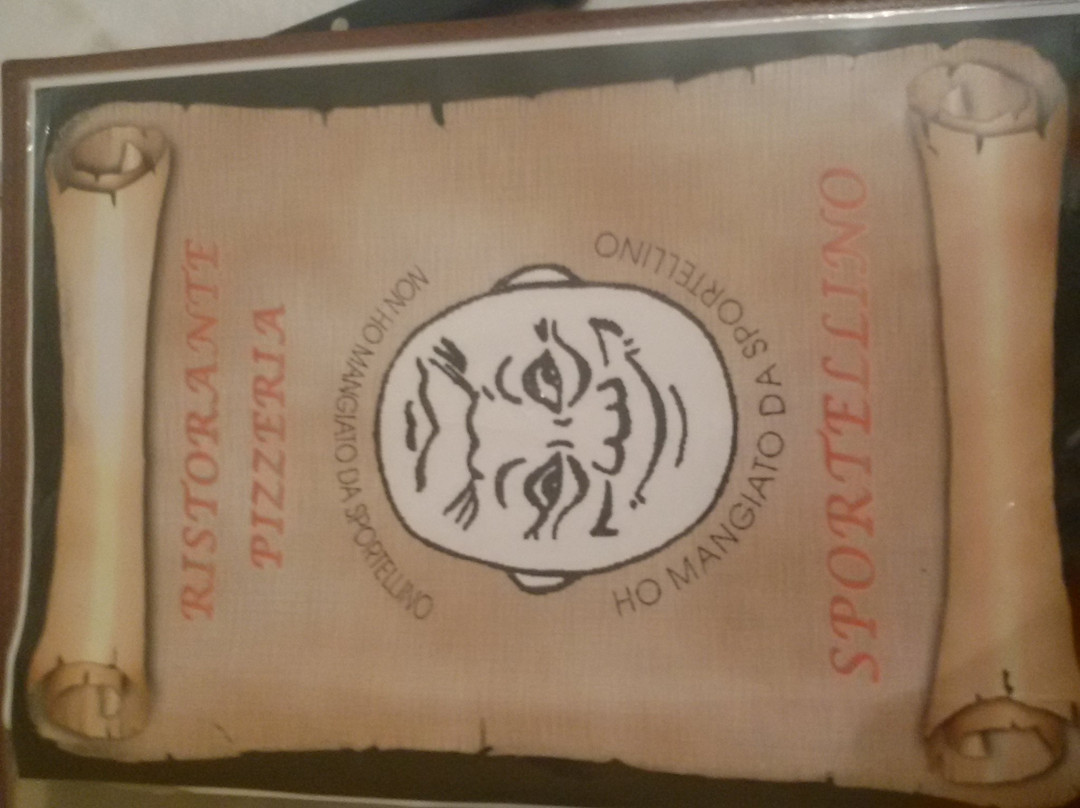 RISTORANTE
PIZZERIA
NON HO MANGIATO DA SPORTELLINO
HO MANGIATO DA SPORTELLINO
SPORTELLINO